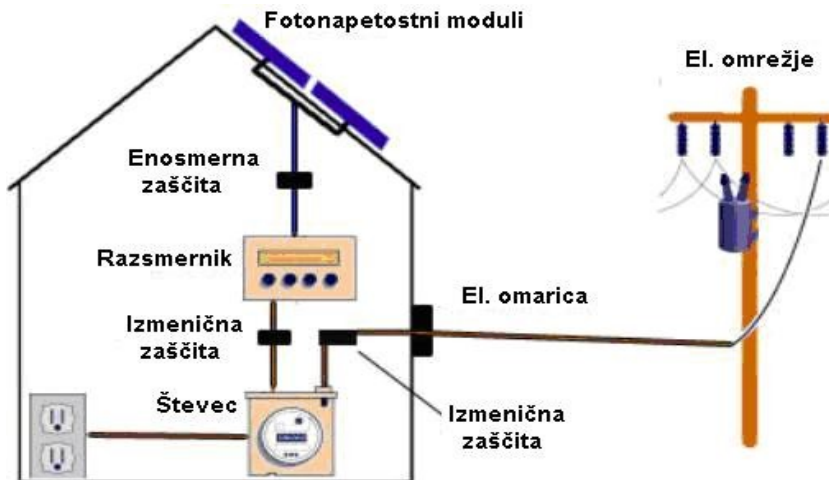 Fotonapetostni moduli
El. omrežje
Enosmerna
zaščita
Razsmernik
El. omarica
Izmenična
zaščita
Števec
Izmenična
zaščita